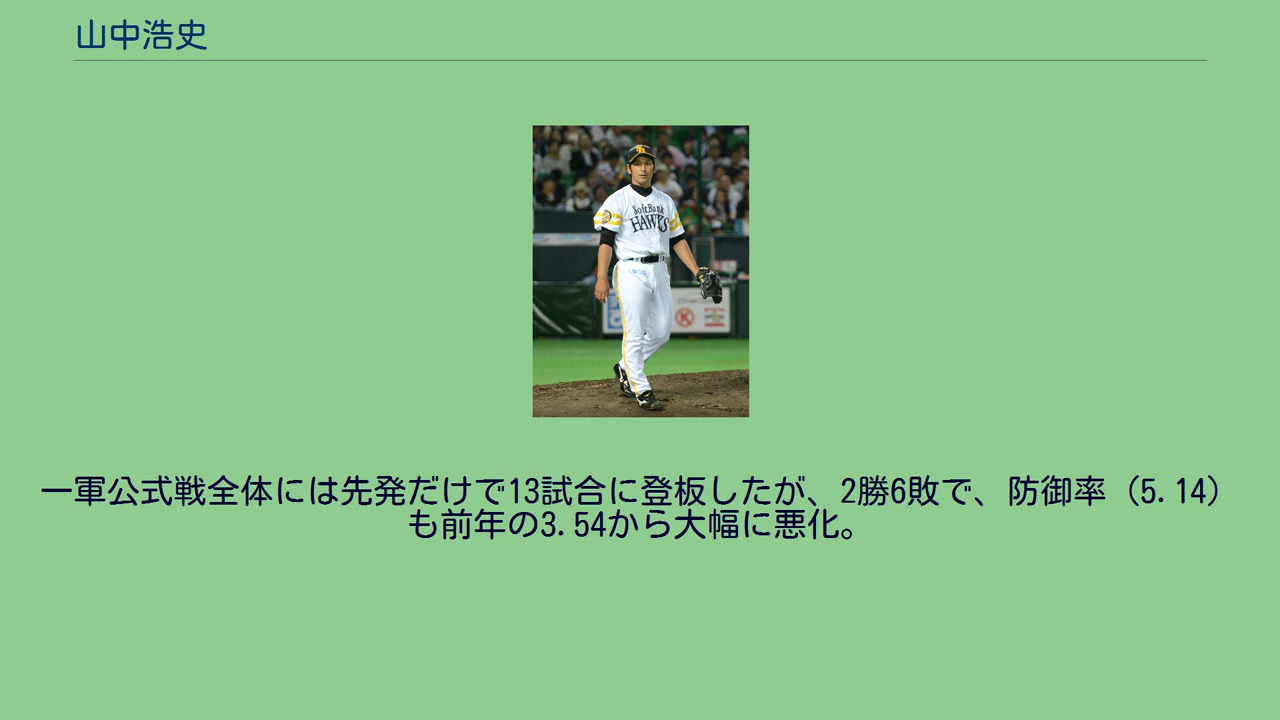 山中浩史
SoftBank
HAWKS
一軍公式戦全体には先発だけで13試合に登板したが、2勝6敗で、防御率（5.14）
も前年の3.54から大幅に悪化。